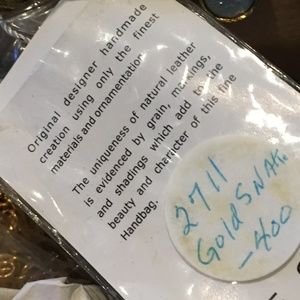 Original designer handmade
creation using only the finest
materials and ornamentation.
The uniqueness of natural leather
is evidenced by grain, markings,
and shadings which add to the
beauty and character of this fine
Handbag.
2711
Gold SNAK.
-400